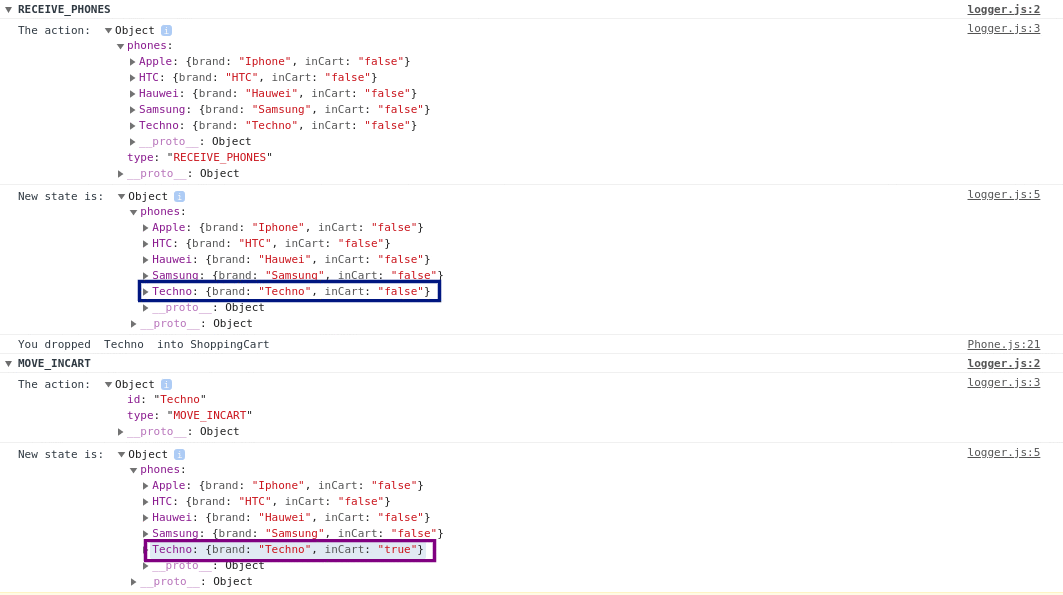 RECEIVE_PHONES logger.js:2
The action: Object i logger.js:3
phones:
Apple: {brand: "Iphone", inCart: "false"}
HTC: {brand: "HTC", inCart: "false"}
Hauwei: {brand: "Hauwei", inCart: "false"}
Samsung: {brand: "Samsung", inCart: "false"}
Techno: {brand: "Techno", inCart: "false"}
__proto__: Object
type: "RECEIVE_PHONES"
__proto__: Object
New state is: Object i logger.js:5
phones:
Apple: {brand: "Iphone", inCart: "false"}
HTC: {brand: "HTC", inCart: "false"}
Hauwei: {brand: "Hauwei", inCart: "false"}
Samsung: {brand: "Samsung", inCart: "false"}
Techno: {brand: "Techno", inCart: "false"}
__proto__: Object
__proto__: Object
You dropped Techno into ShoppingCart Phone.js:21
MOVE_INCART logger.js:2
The action: Object i logger.js:3
id: "Techno"
type: "MOVE_INCART"
__proto__: Object
New state is: Object i logger.js:5
phones:
Apple: {brand: "Iphone", inCart: "false"}
HTC: {brand: "HTC", inCart: "false"}
Hauwei: {brand: "Hauwei", inCart: "false"}
Samsung: {brand: "Samsung", inCart: "false"}
Techno: {brand: "Techno", inCart: "true"}
__proto__: Object
__proto__: Object